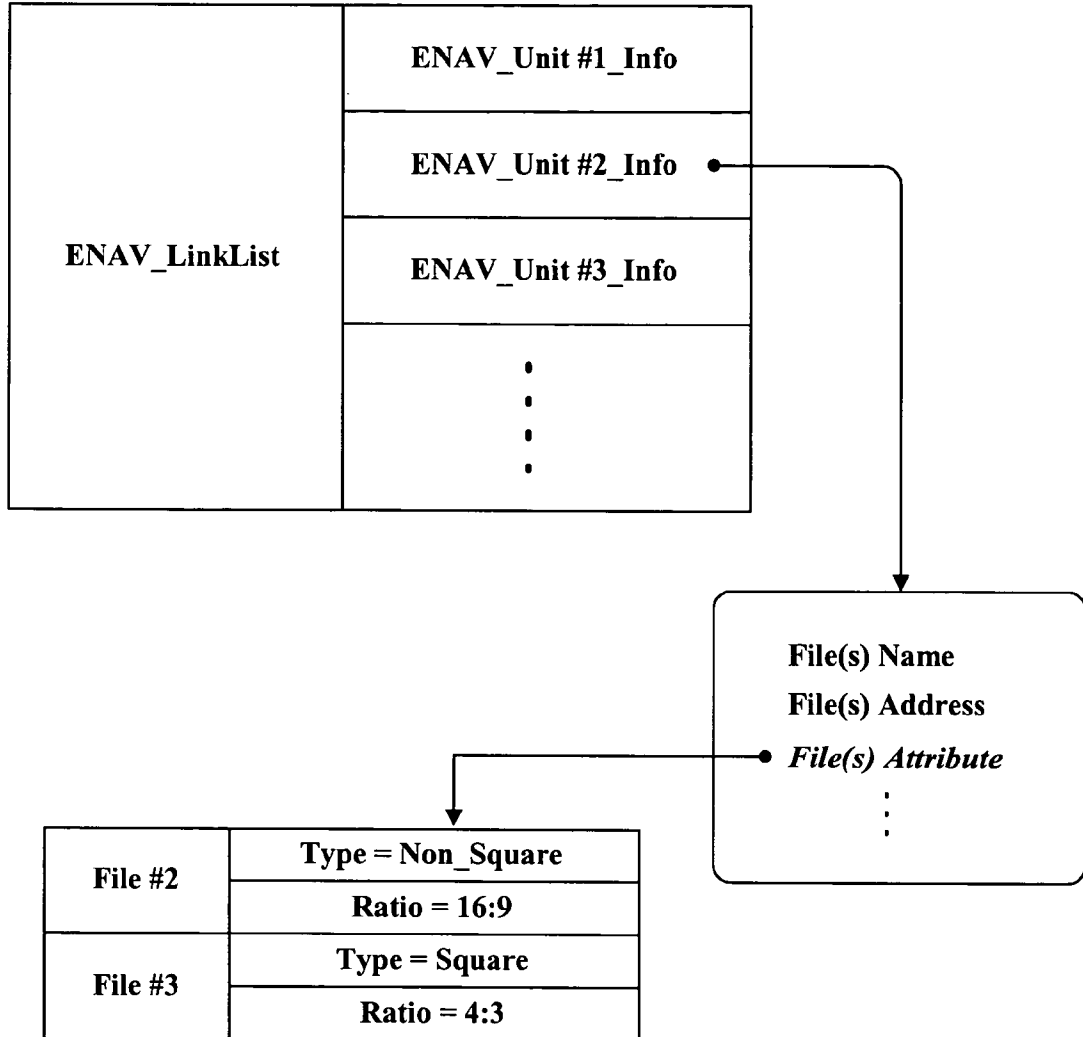 ENAV_LinkList
ENAV_Unit #1_Info
ENAV_Unit #2_Info
ENAV_Unit #3_Info
File(s) Name
File(s) Address
File(s) Attribute
File #2
Type = Non_Square
Ratio = 16:9
File #3
Type = Square
Ratio = 4:3